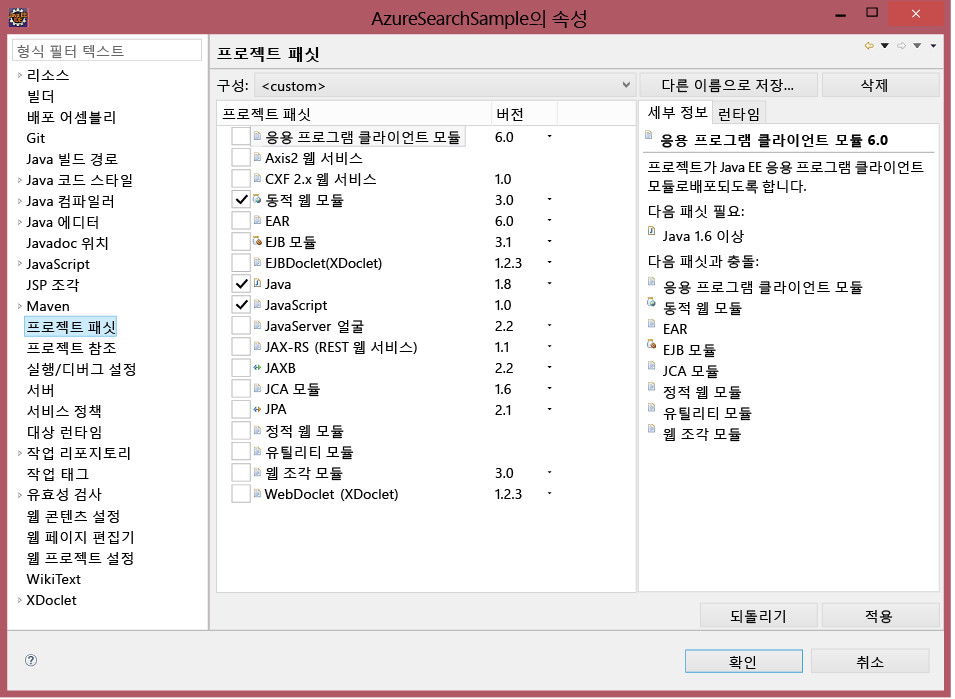 AzureSearchSample의 속성
형식 필터 텍스트
리소스
빌더
배포 어셈블리
Git
Java 빌드 경로
Java 코드 스타일
Java 컴파일러
Java 에디터
Javadoc 위치
JavaScript
JSP 조각
Maven
프로젝트 패싯
프로젝트 참조
실행/디버그 설정
서버
서비스 정책
대상 런타임
작업 리포지토리
작업 태그
유효성 검사
웹 콘텐츠 설정
웹 페이지 편집기
웹 프로젝트 설정
WikiText
XDoclet
프로젝트 패싯
구성: <custom> 다른 이름으로 저장... 삭제
프로젝트 패싯 버전
응용 프로그램 클라이언트 모듈 6.0
Axis2 웹 서비스
CXF 2.x 웹 서비스 1.0
동적 웹 모듈 3.0
EAR 6.0
EJB 모듈 3.1
EJBDoclet(XDoclet) 1.2.3
Java 1.8
JavaScript 1.0
JavaServer 얼굴 2.2
JAX-RS (REST 웹 서비스) 1.1
JAXB 2.2
JCA 모듈 1.6
JPA 2.1
정적 웹 모듈
유틸리티 모듈
웹 조각 모듈 3.0
WebDoclet (XDoclet) 1.2.3
세부 정보 런타임
응용 프로그램 클라이언트 모듈 6.0
프로젝트가 Java EE 응용 프로그램 클라이언트
모듈로배포되도록 합니다.
다음 패싯 필요:
Java 1.6 이상
다음 패싯과 충돌:
응용 프로그램 클라이언트 모듈
동적 웹 모듈
EAR
EJB 모듈
JCA 모듈
정적 웹 모듈
유틸리티 모듈
웹 조각 모듈
되돌리기 적용
확인 취소